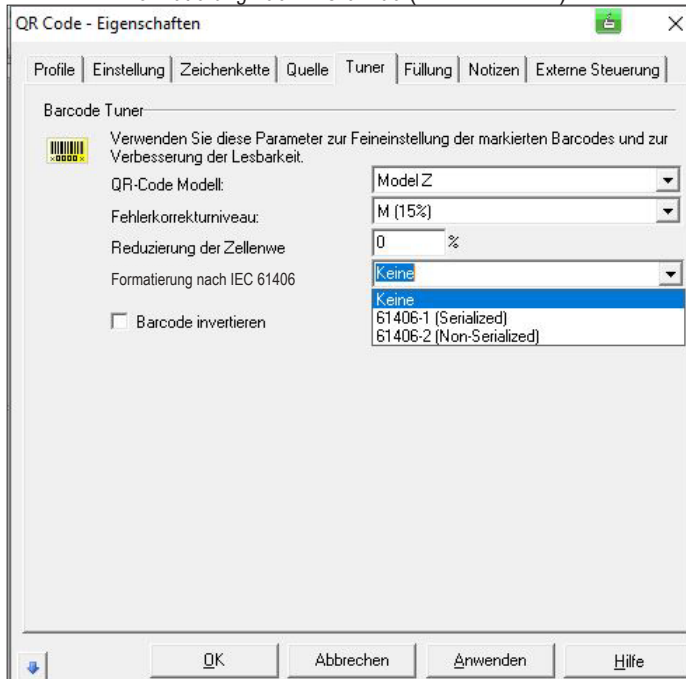 QR Code - Eigenschaften
Profile Einstellung Zeichenkette Quelle Tuner Füllung Notizen Externe Steuerung
Barcode Tuner
Verwenden Sie diese Parameter zur Feineinstellung der markierten Barcodes und zur
Verbesserung der Lesbarkeit.
QR-Code Modell: Model Z
Fehlerkorrekturniveau: M (15%)
Reduzierung der Zellenwe 0 %
Formatierung nach IEC 61406 Keine
Keine
61406-1 (Serialized)
Barcode invertieren
61406-2 (Non-Serialized)
OK Abbrechen Anwenden Hilfe